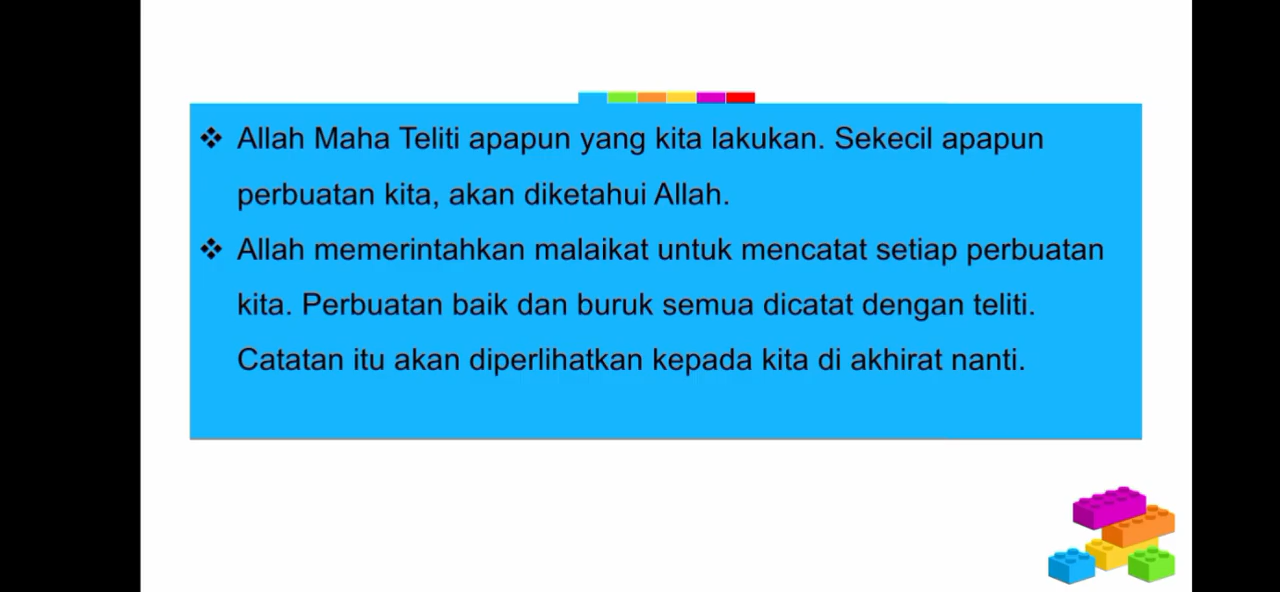 ❖ Allah Maha Teliti apapun yang kita lakukan. Sekecil apapun
perbuatan kita, akan diketahui Allah.
❖ Allah memerintahkan malaikat untuk mencatat setiap perbuatan
kita. Perbuatan baik dan buruk semua dicatat dengan teliti.
Catatan itu akan diperlihatkan kepada kita di akhirat nanti.